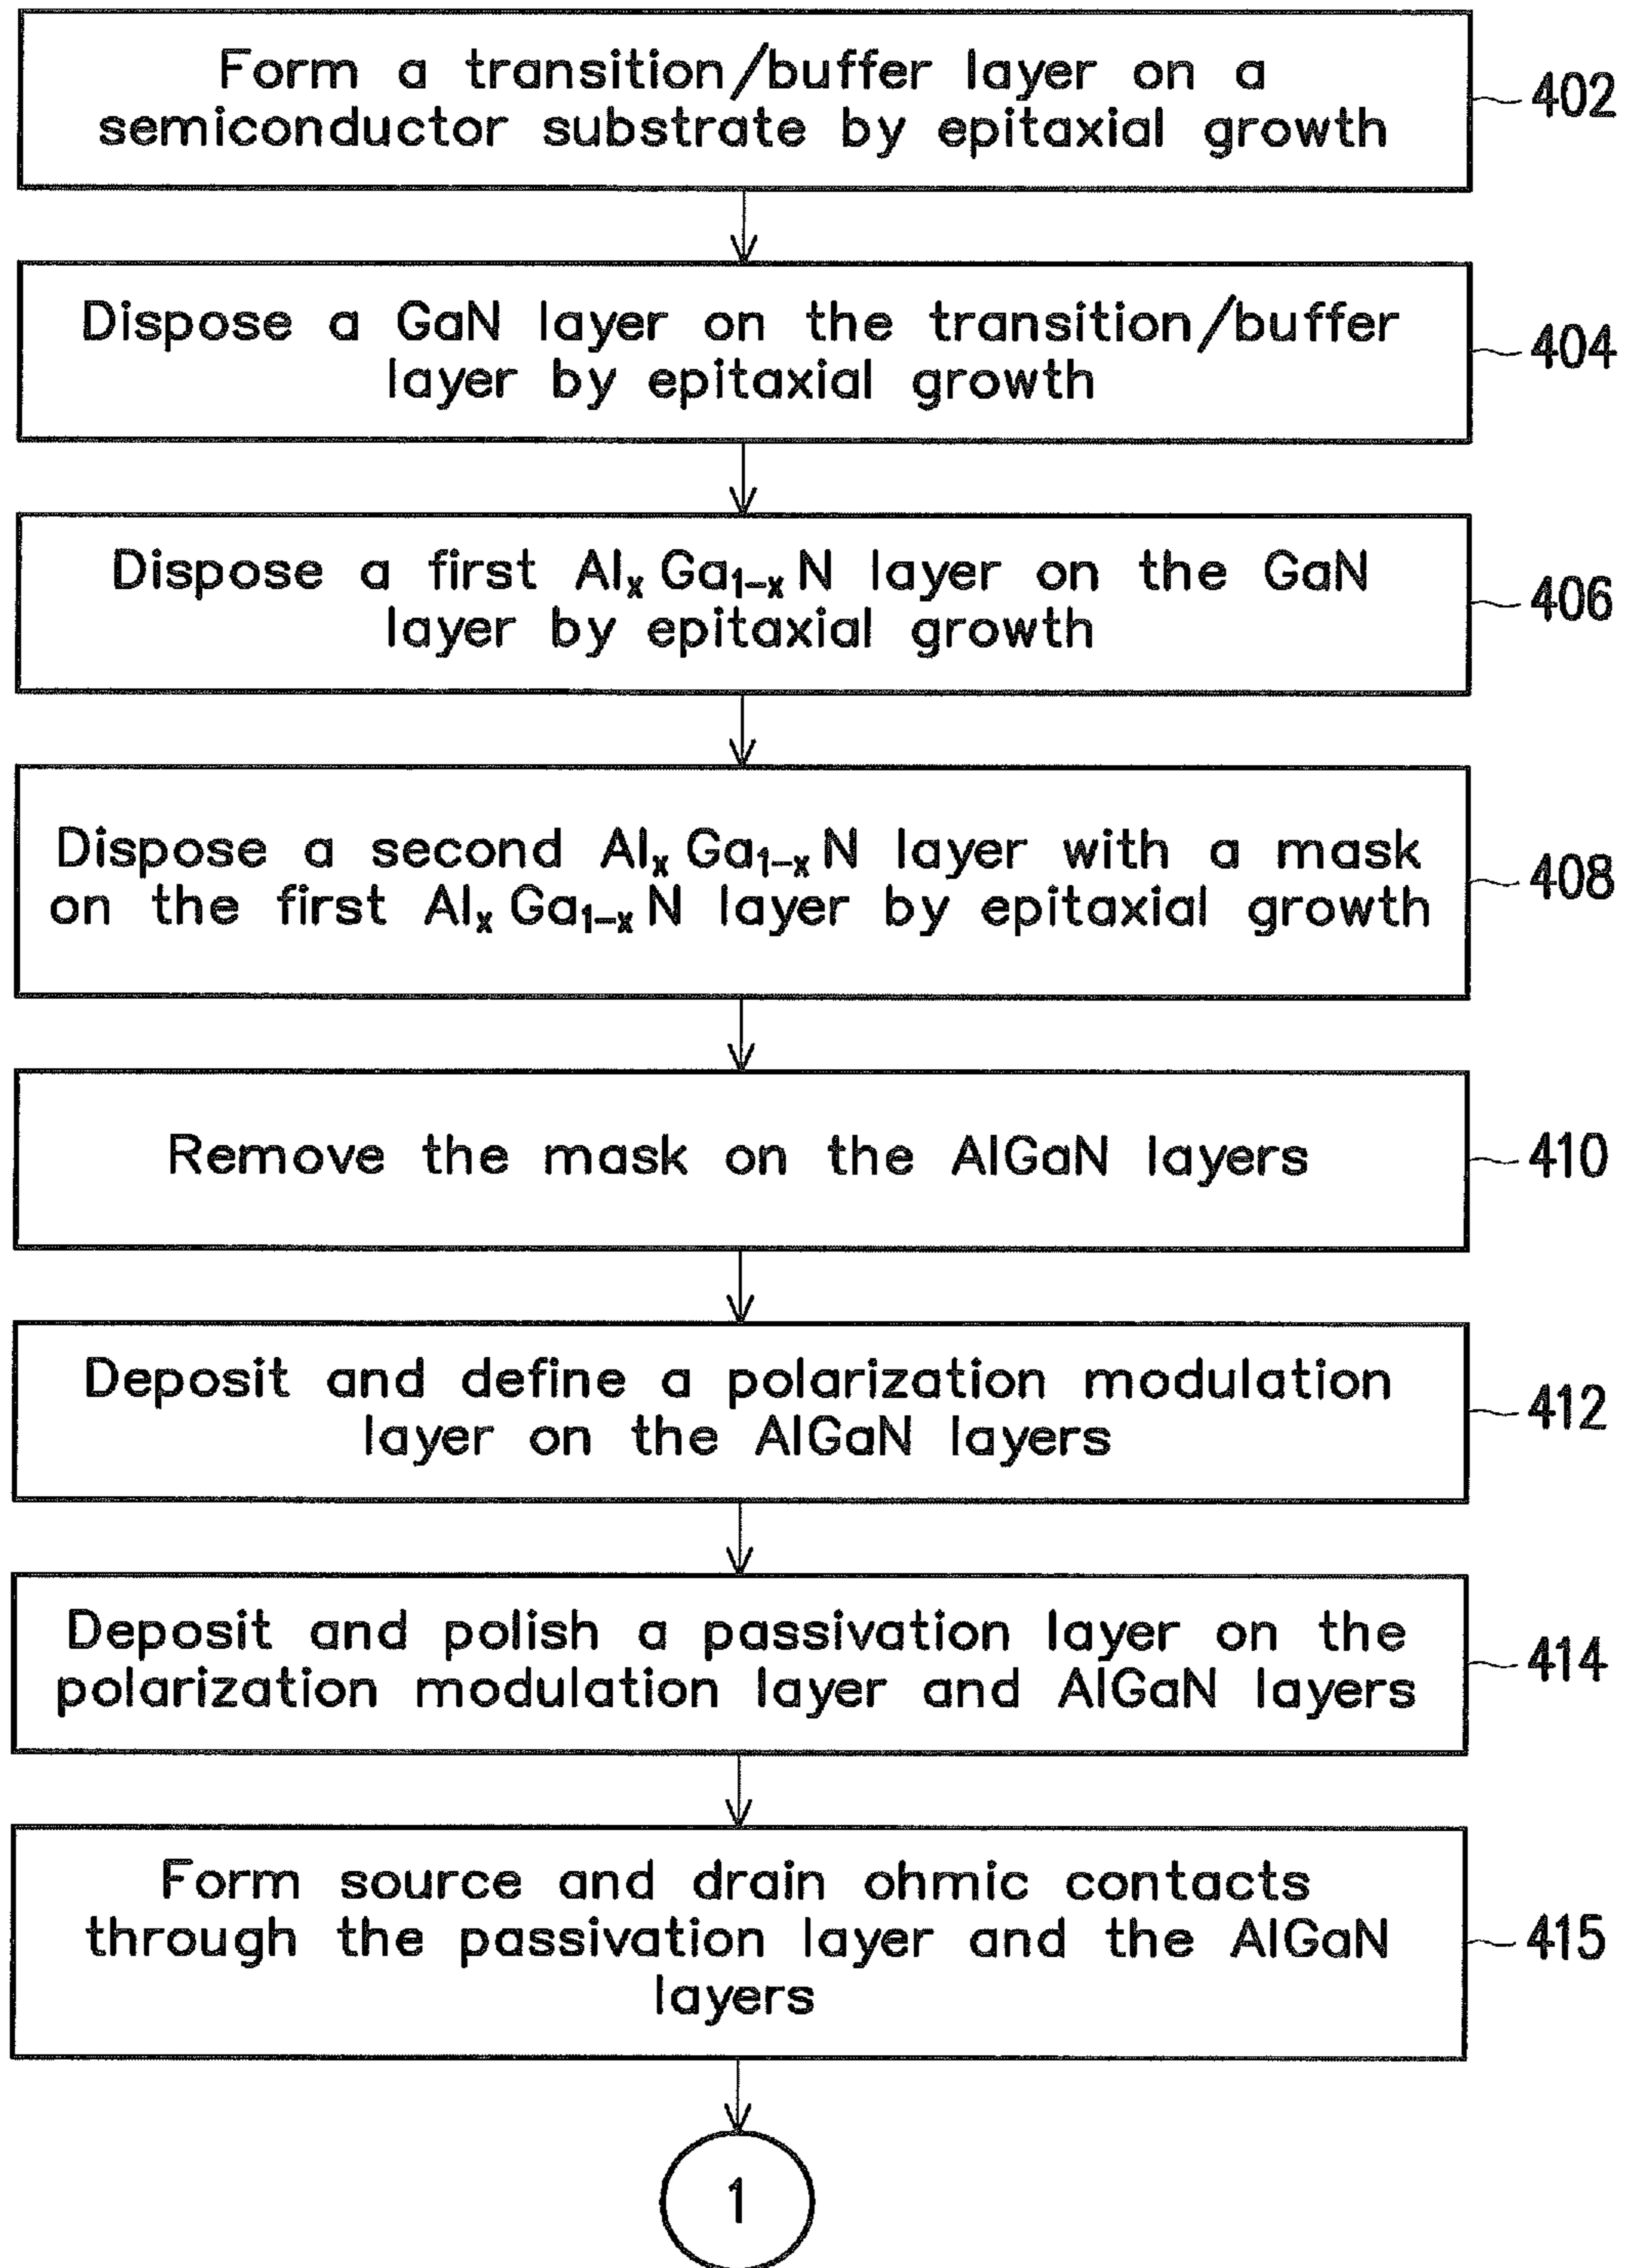 Form a transition/buffer layer on a
semiconductor substrate by epitaxial growth
402
Dispose a GaN layer on the transition/buffer
layer by epitaxial growth
404
Dispose a first AlₓGa₁₋ₓN layer on the GaN
layer by epitaxial growth
406
Dispose a second AlₓGa₁₋ₓN layer with a mask
on the first AlₓGa₁₋ₓN layer by epitaxial growth
408
Remove the mask on the AlGaN layers
410
Deposit and define a polarization modulation
layer on the AlGaN layers
412
Deposit and polish a passivation layer on the
polarization modulation layer and AlGaN layers
414
Form source and drain ohmic contacts
through the passivation layer and the AlGaN
layers
415
1